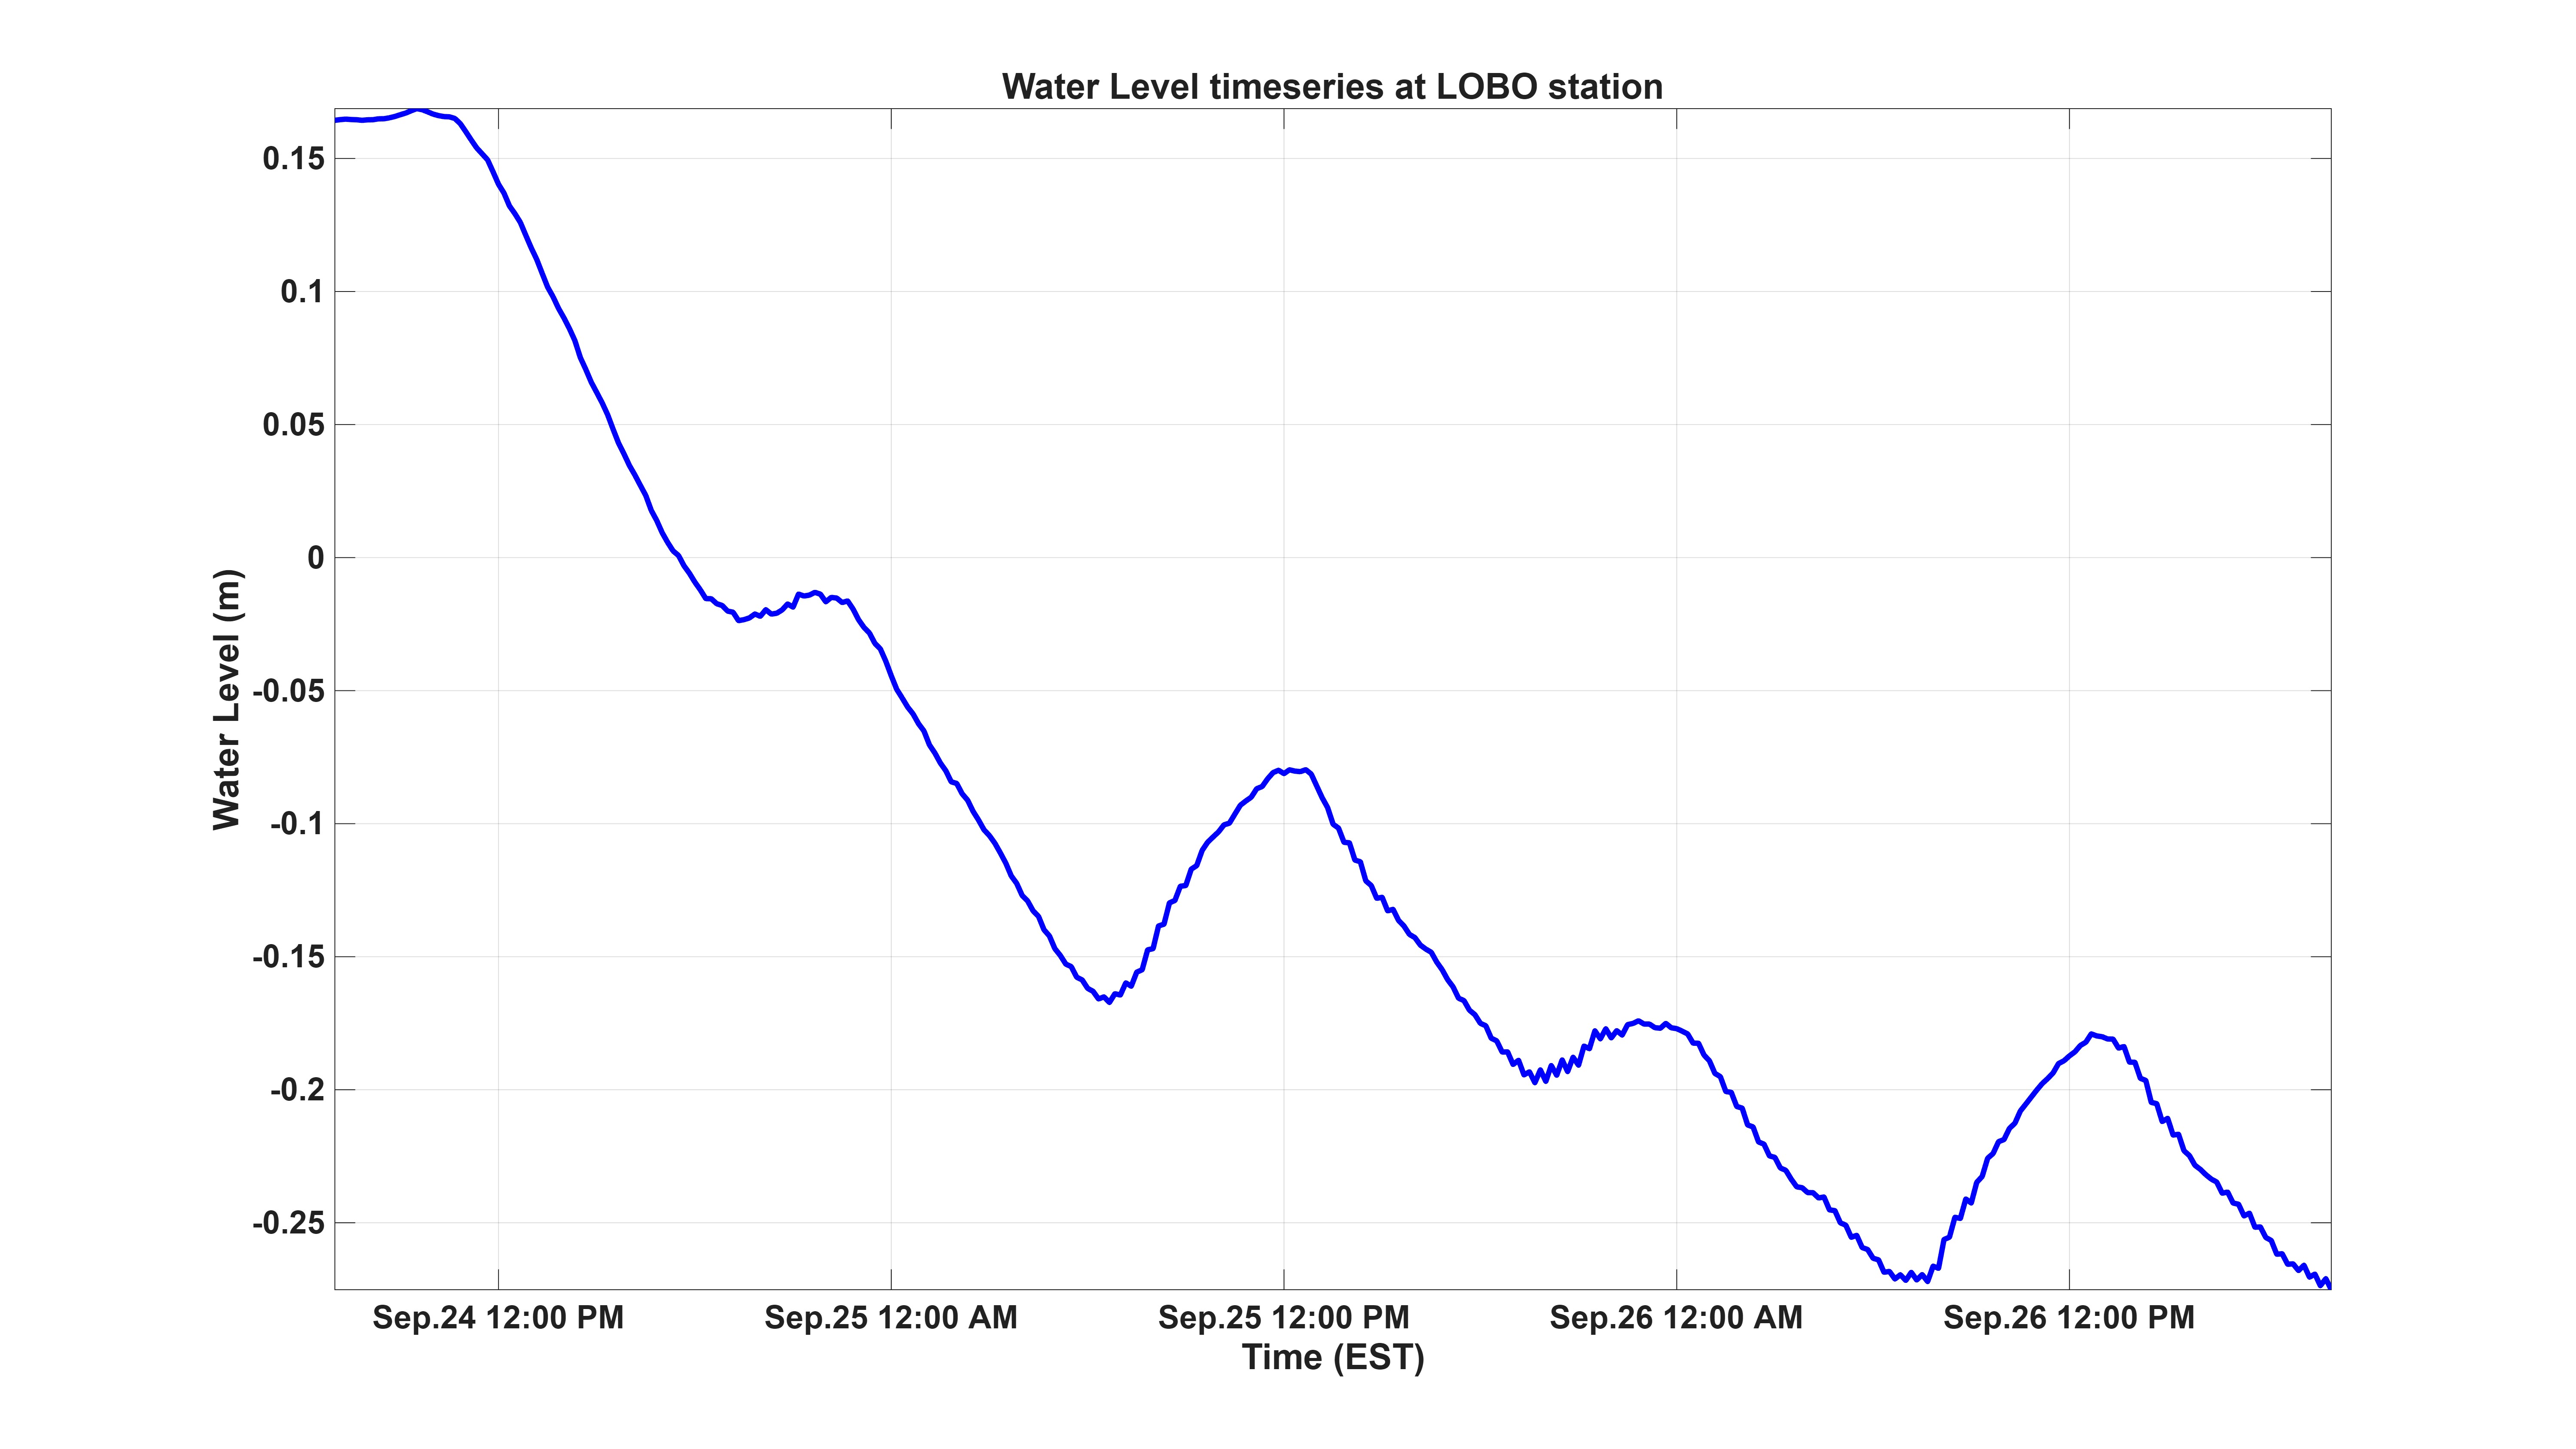 Water Level timeseries at LOBO station
0.15
0.1
0.05
0
-0.05
-0.1
-0.15
-0.2
-0.25
Water Level (m)
Sep.24 12:00 PM Sep.25 12:00 AM Sep.25 12:00 PM Sep.26 12:00 AM Sep.26 12:00 PM
Time (EST)